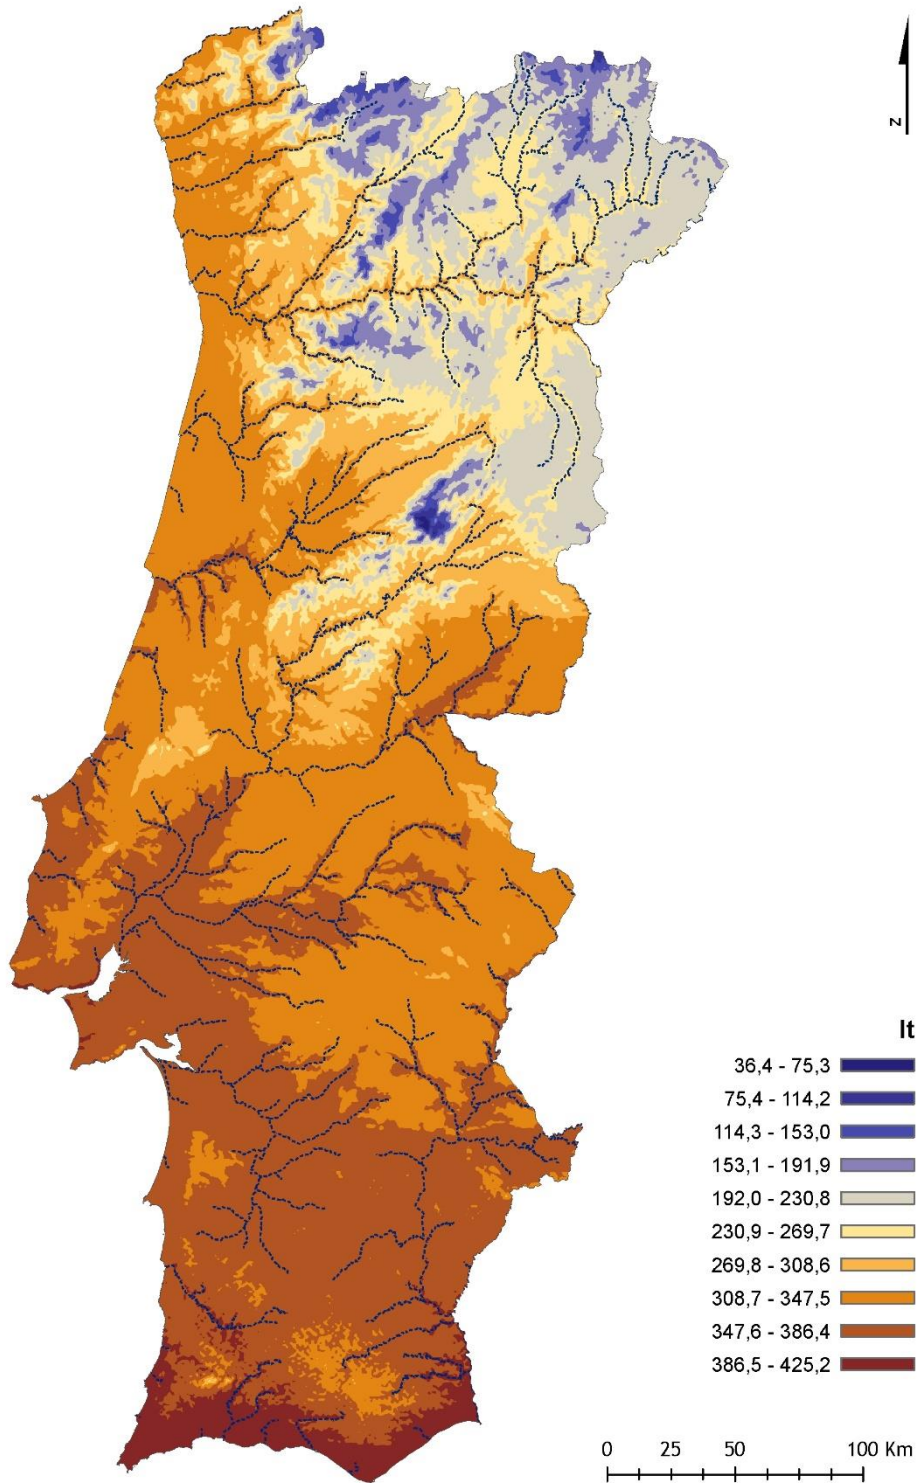 N
It
36,4 - 75,3
75,4 - 114,2
114,3 - 153,0
153,1 - 191,9
192,0 - 230,8
230,9 - 269,7
269,8 - 308,6
308,7 - 347,5
347,6 - 386,4
386,5 - 425,2
0 25 50 100 Km